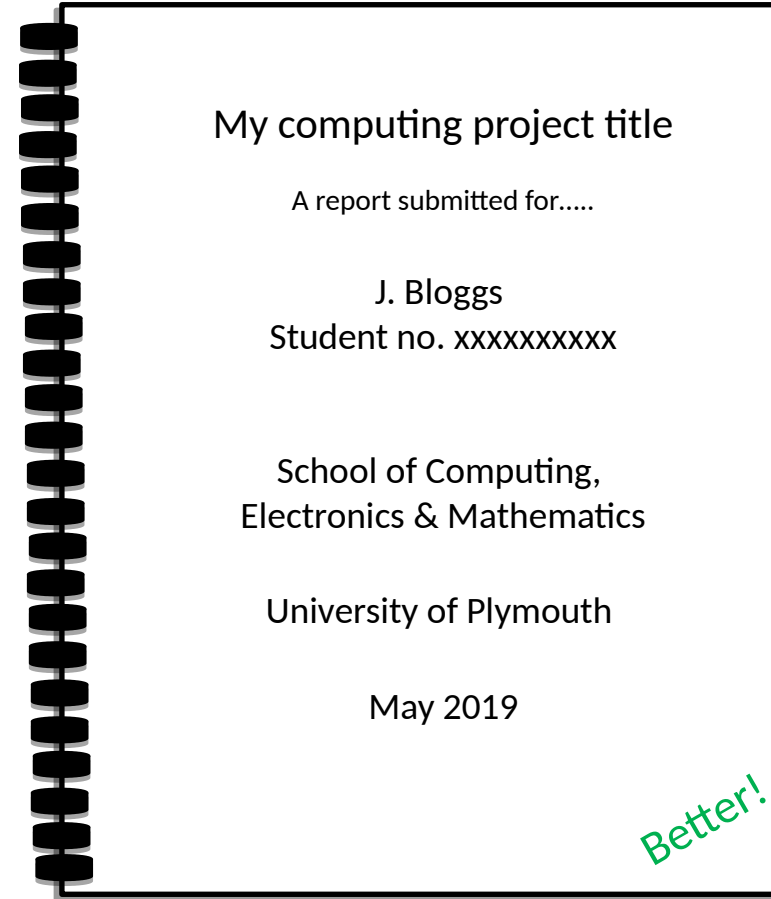 My computing project title
A report submitted for…..
J. Bloggs
Student no. xxxxxxxxxx
School of Computing,
Electronics & Mathematics
University of Plymouth
May 2019
Better!